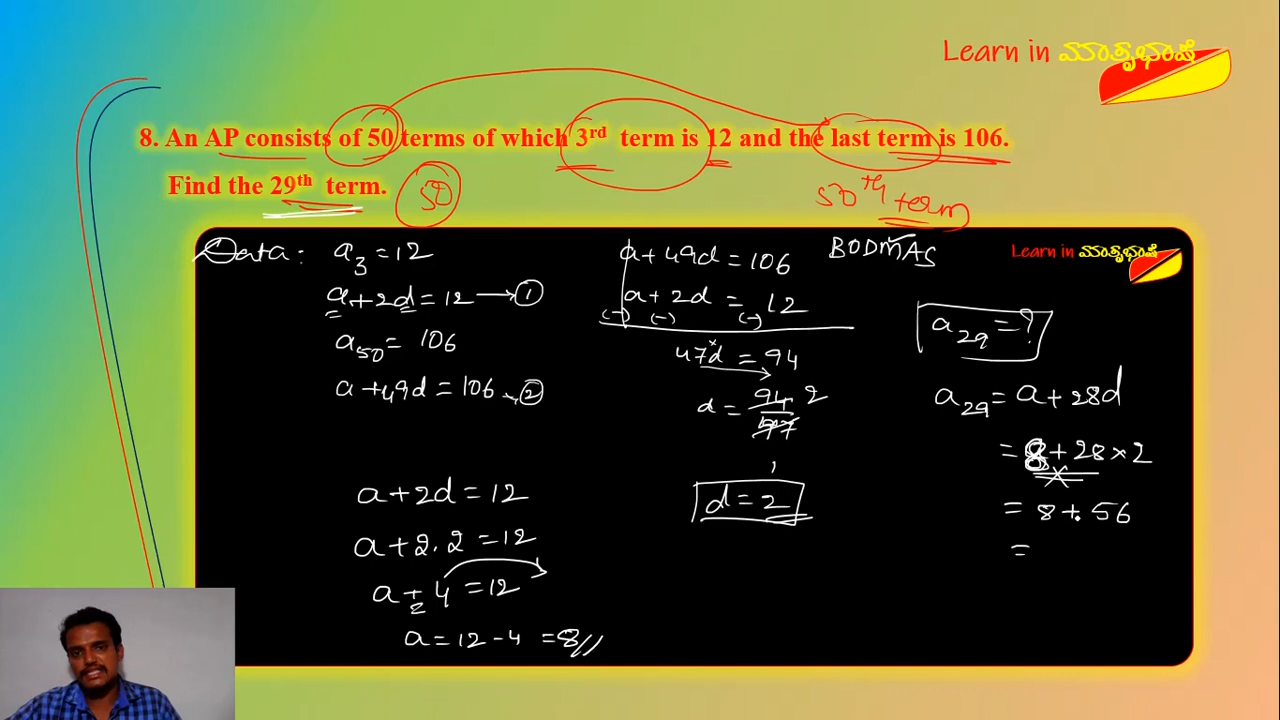 Learn in ಮಾತೃಭಾಷೆ
8. An AP consists of 50 terms of which 3rd term is 12 and the last term is 106.
Find the 29th term.
50
50th term
Data: a₃ = 12
a + 2d = 12 → ①
a₅₀ = 106
a + 49d = 106 → ②
a + 2d = 12
a + 2.2 = 12
a + 4 = 12
a = 12 - 4 = 8//
a + 49d = 106
a + 2d = 12
(-) (-) (-)
47d = 94
d = 94/47 2
d = 2
BODMAS
Learn in ಮಾತೃಭಾಷೆ
a₂₉ = ?
a₂₉ = a + 28d
= 8 + 28 × 2
= 8 + 56
=